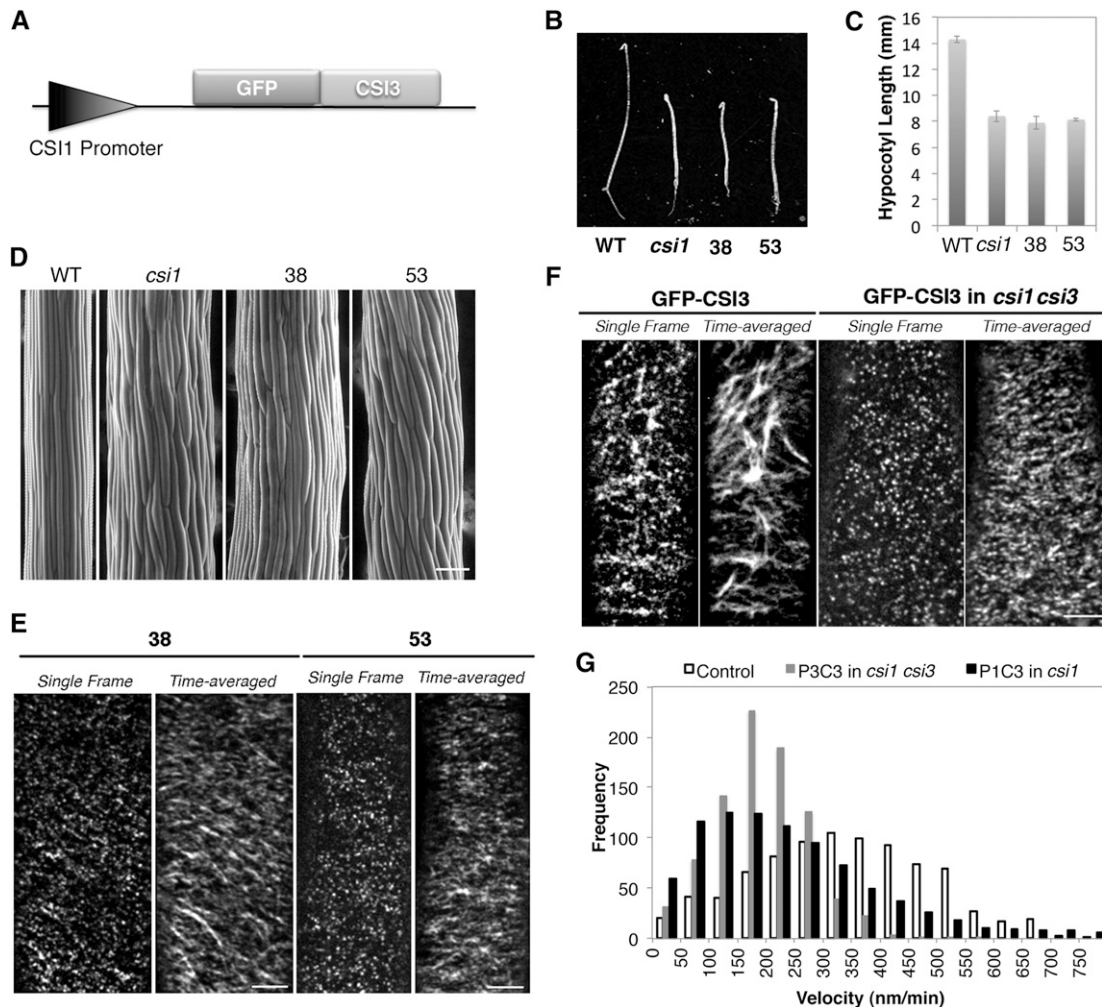 A
GFP
CSI3
CSI1 Promoter
B
WT csi1 38 53
C
Hypocotyl Length (mm)
16
14
12
10
8
6
4
2
0
WT csi1 38 53
D
WT csi1 38 53
E
38 53
Single Frame Time-averaged Single Frame Time-averaged
F
GFP-CSI3 GFP-CSI3 in csi1 csi3
Single Frame Time-averaged Single Frame Time-averaged
G
Control P3C3 in csi1 csi3 P1C3 in csi1
Frequency
250
200
150
100
50
0
0 50 100 150 200 250 300 350 400 450 500 550 600 650 700 750
Velocity (nm/min)